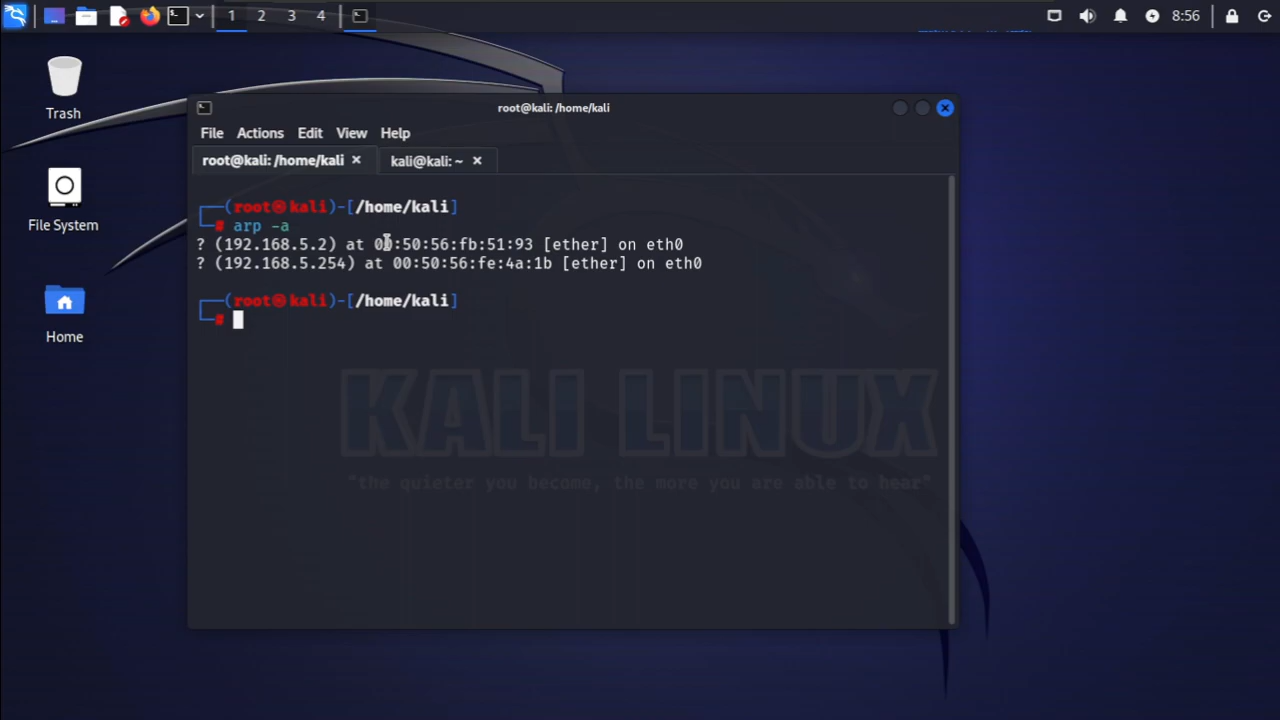 1 2 3 4
8:56
Trash
File System
Home
root@kali: /home/kali
File Actions Edit View Help
root@kali: /home/kali × kali@kali: ~ ×
┌──(root㉿kali)-[/home/kali]
└─# arp -a
? (192.168.5.2) at 00:50:56:fb:51:93 [ether] on eth0
? (192.168.5.254) at 00:50:56:fe:4a:1b [ether] on eth0
┌──(root㉿kali)-[/home/kali]
└─#
KALI LINUX
"the quieter you become, the more you are able to hear"